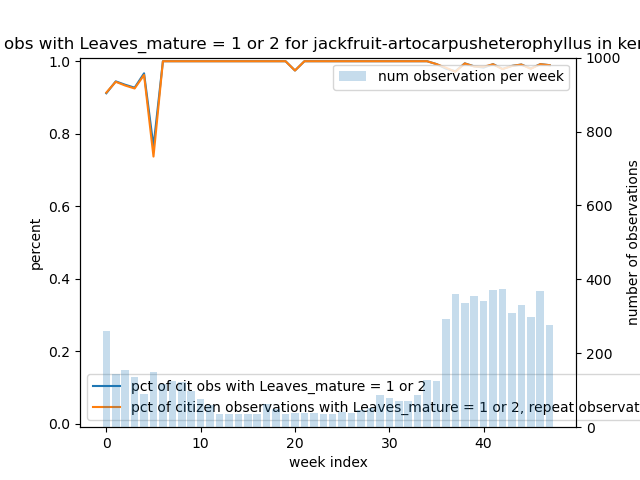 obs with Leaves_mature = 1 or 2 for jackfruit-artocarpusheterophyllus in ker
1.0
0.8
0.6
0.4
0.2
0.0
percent
num observation per week
1000
800
600
400
200
0
number of observations
pct of cit obs with Leaves_mature = 1 or 2
pct of citizen observations with Leaves_mature = 1 or 2, repeat observat
0 10 20 30 40
week index